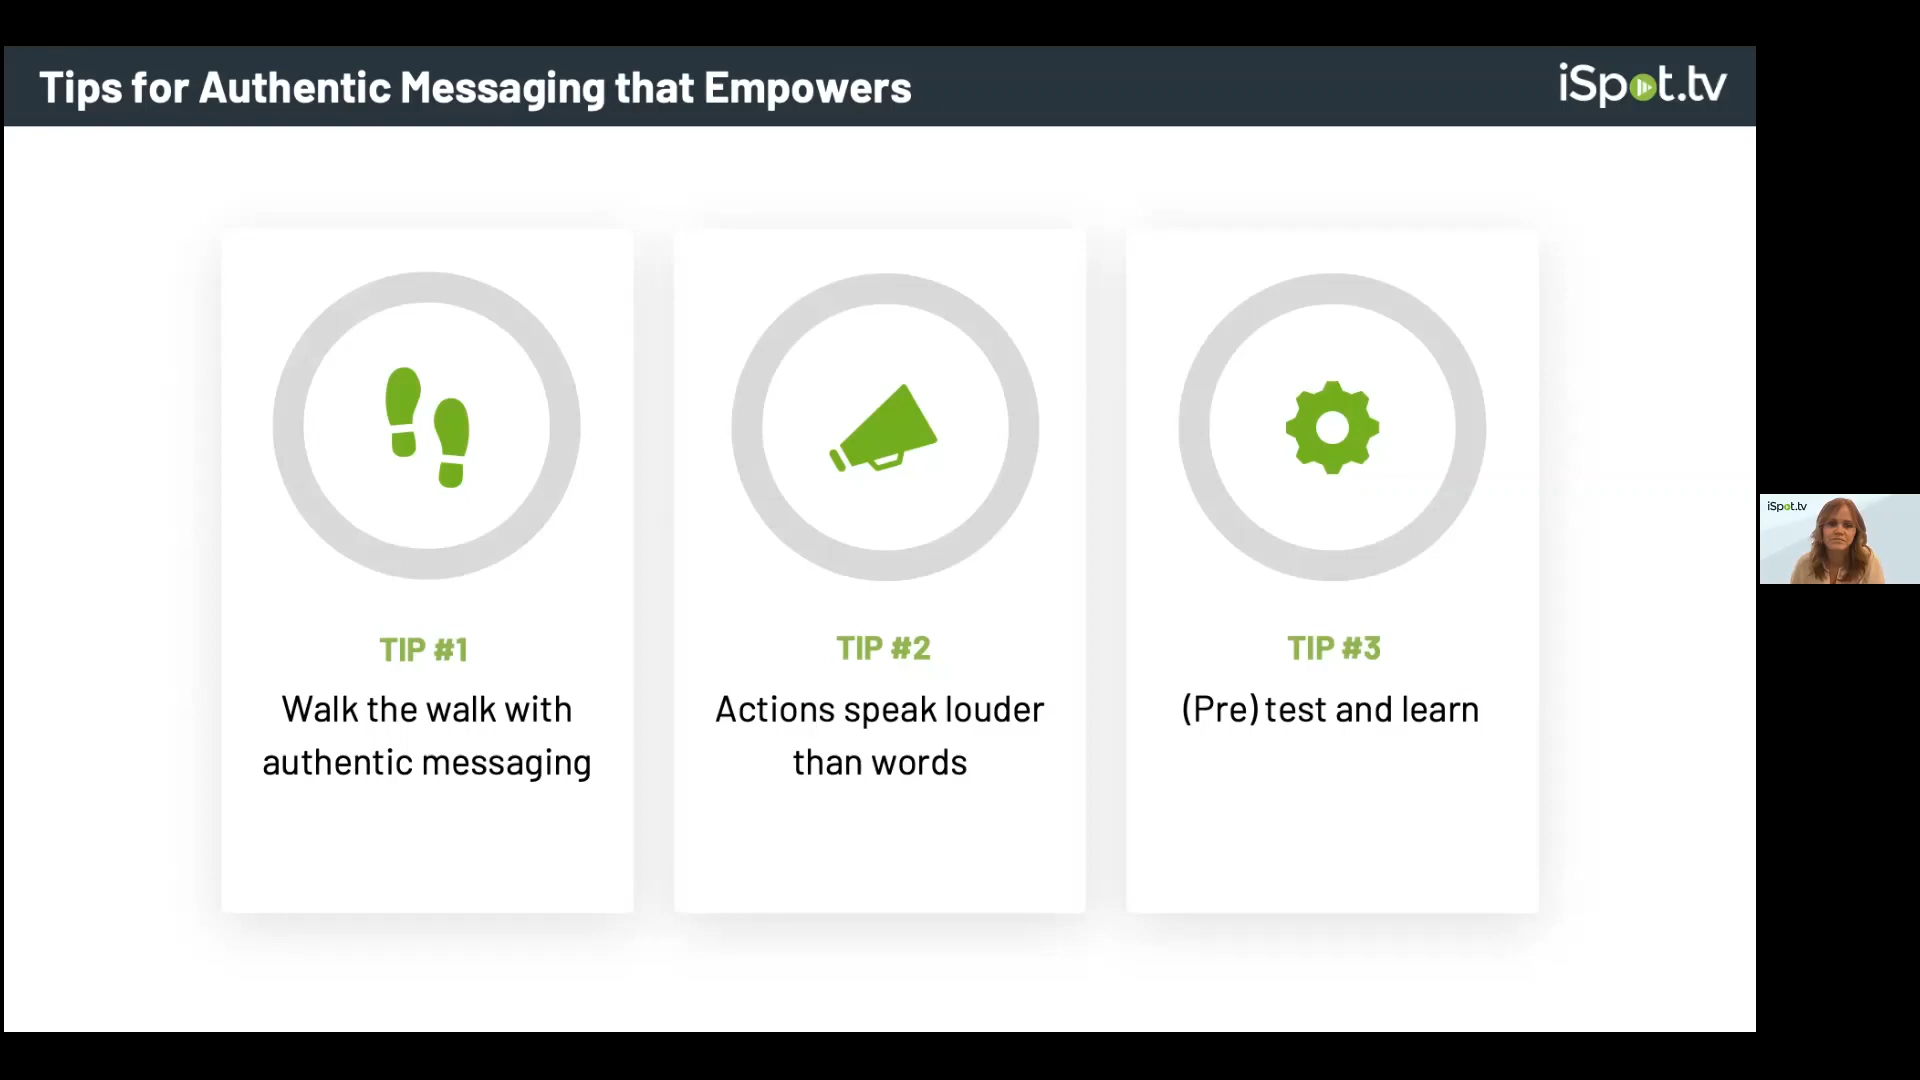 Tips for Authentic Messaging that Empowers
iSpot.tv
TIP #1
Walk the walk with
authentic messaging
TIP #2
Actions speak louder
than words
TIP #3
(Pre) test and learn
iSpot.tv